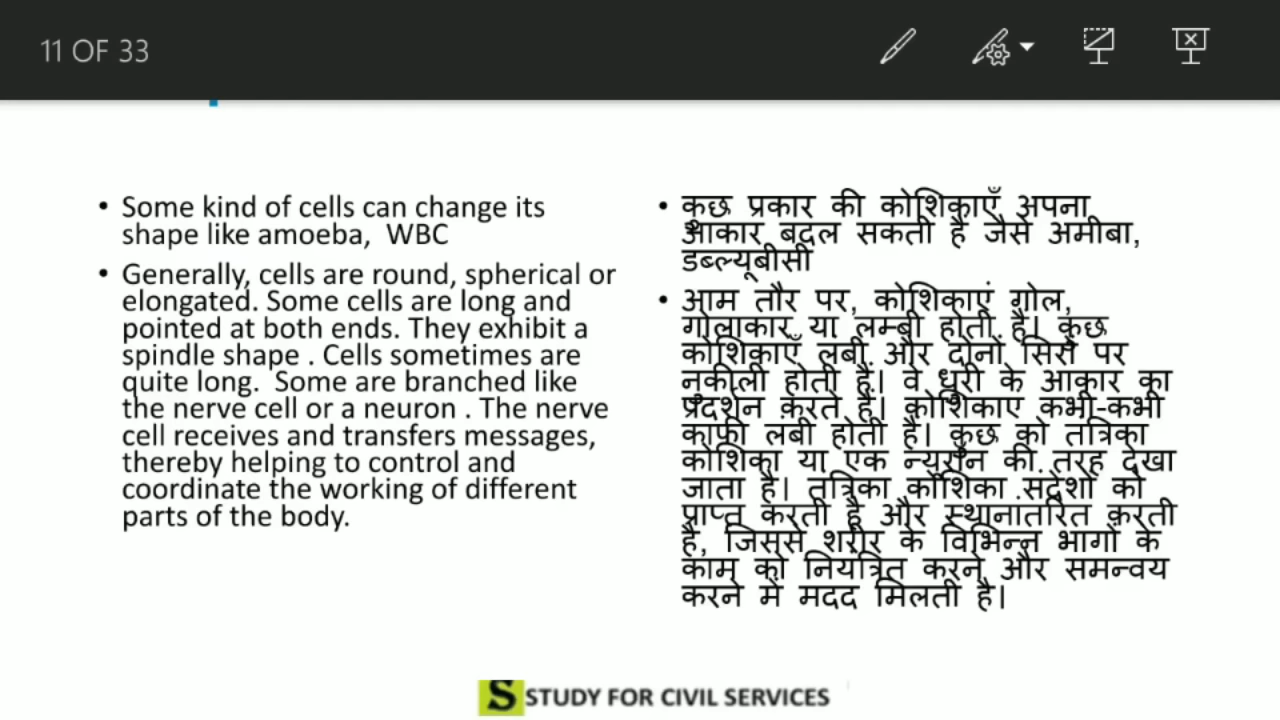 11 OF 33
• Some kind of cells can change its
shape like amoeba, WBC
• Generally, cells are round, spherical or
elongated. Some cells are long and
pointed at both ends. They exhibit a
spindle shape . Cells sometimes are
quite long. Some are branched like
the nerve cell or a neuron . The nerve
cell receives and transfers messages,
thereby helping to control and
coordinate the working of different
parts of the body.
• कुछ प्रकार की कोशिकाएँ अपना
आकार बदल सकती हैं जैसे अमीबा,
डब्ल्यूबीसी
• आम तौर पर, कोशिकाएं गोल,
गोलाकार या लम्बी होती हैं। कुछ
कोशिकाएँ लंबी और दोनों सिरों पर
नुकीली होती हैं। वे धुरी के आकार का
प्रदर्शन करते हैं। कोशिकाएं कभी-कभी
काफी लंबी होती हैं। कुछ को तंत्रिका
कोशिका या एक न्यूरॉन की तरह देखा
जाता है। तंत्रिका कोशिका संदेशों को
प्राप्त करती है और स्थानांतरित करती
है, जिससे शरीर के विभिन्न भागों के
काम को नियंत्रित करने और समन्वय
करने में मदद मिलती है।
S STUDY FOR CIVIL SERVICES